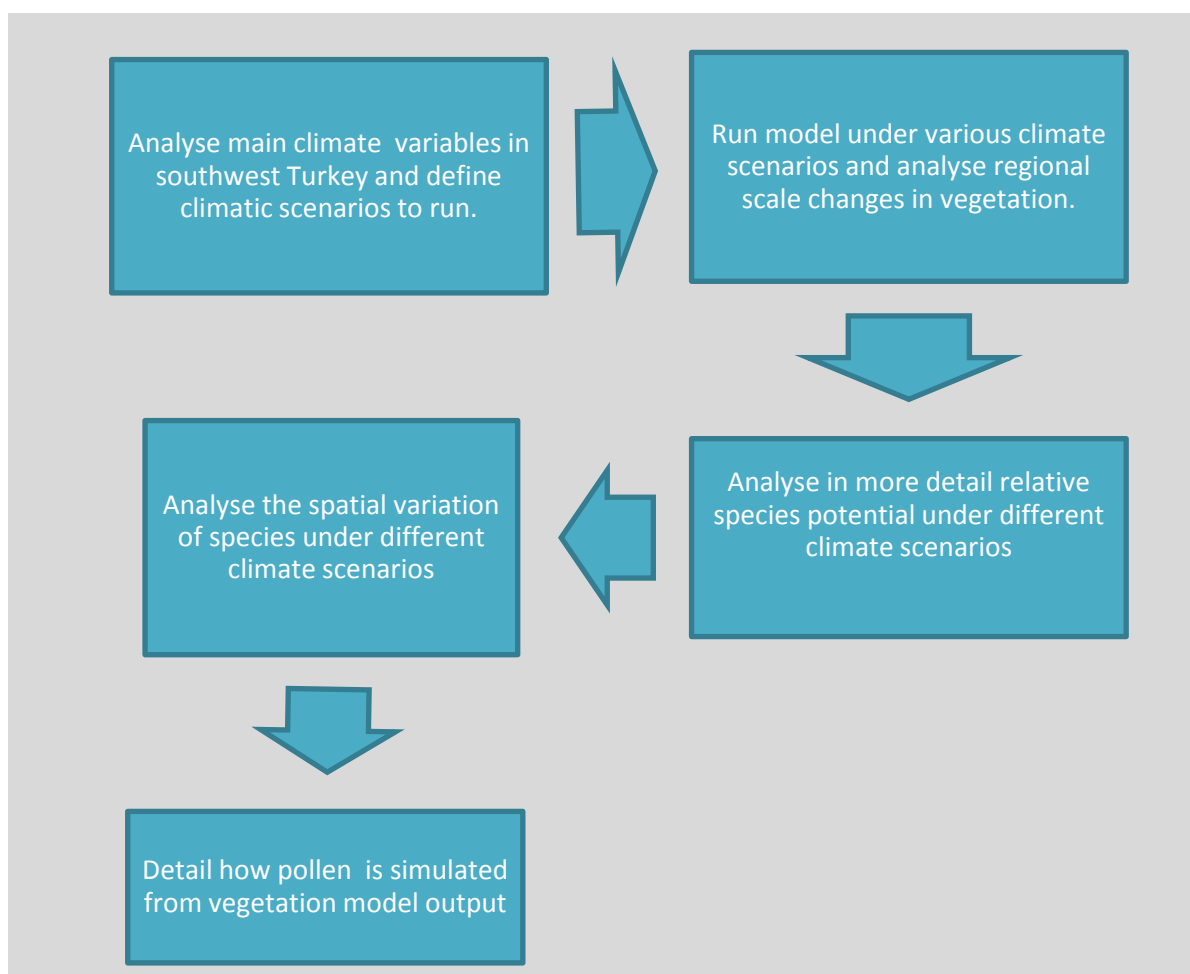 Analyse main climate variables in
southwest Turkey and define
climatic scenarios to run.
Run model under various climate
scenarios and analyse regional
scale changes in vegetation.
Analyse in more detail relative
species potential under different
climate scenarios
Analyse the spatial variation
of species under different
climate scenarios
Detail how pollen is simulated
from vegetation model output